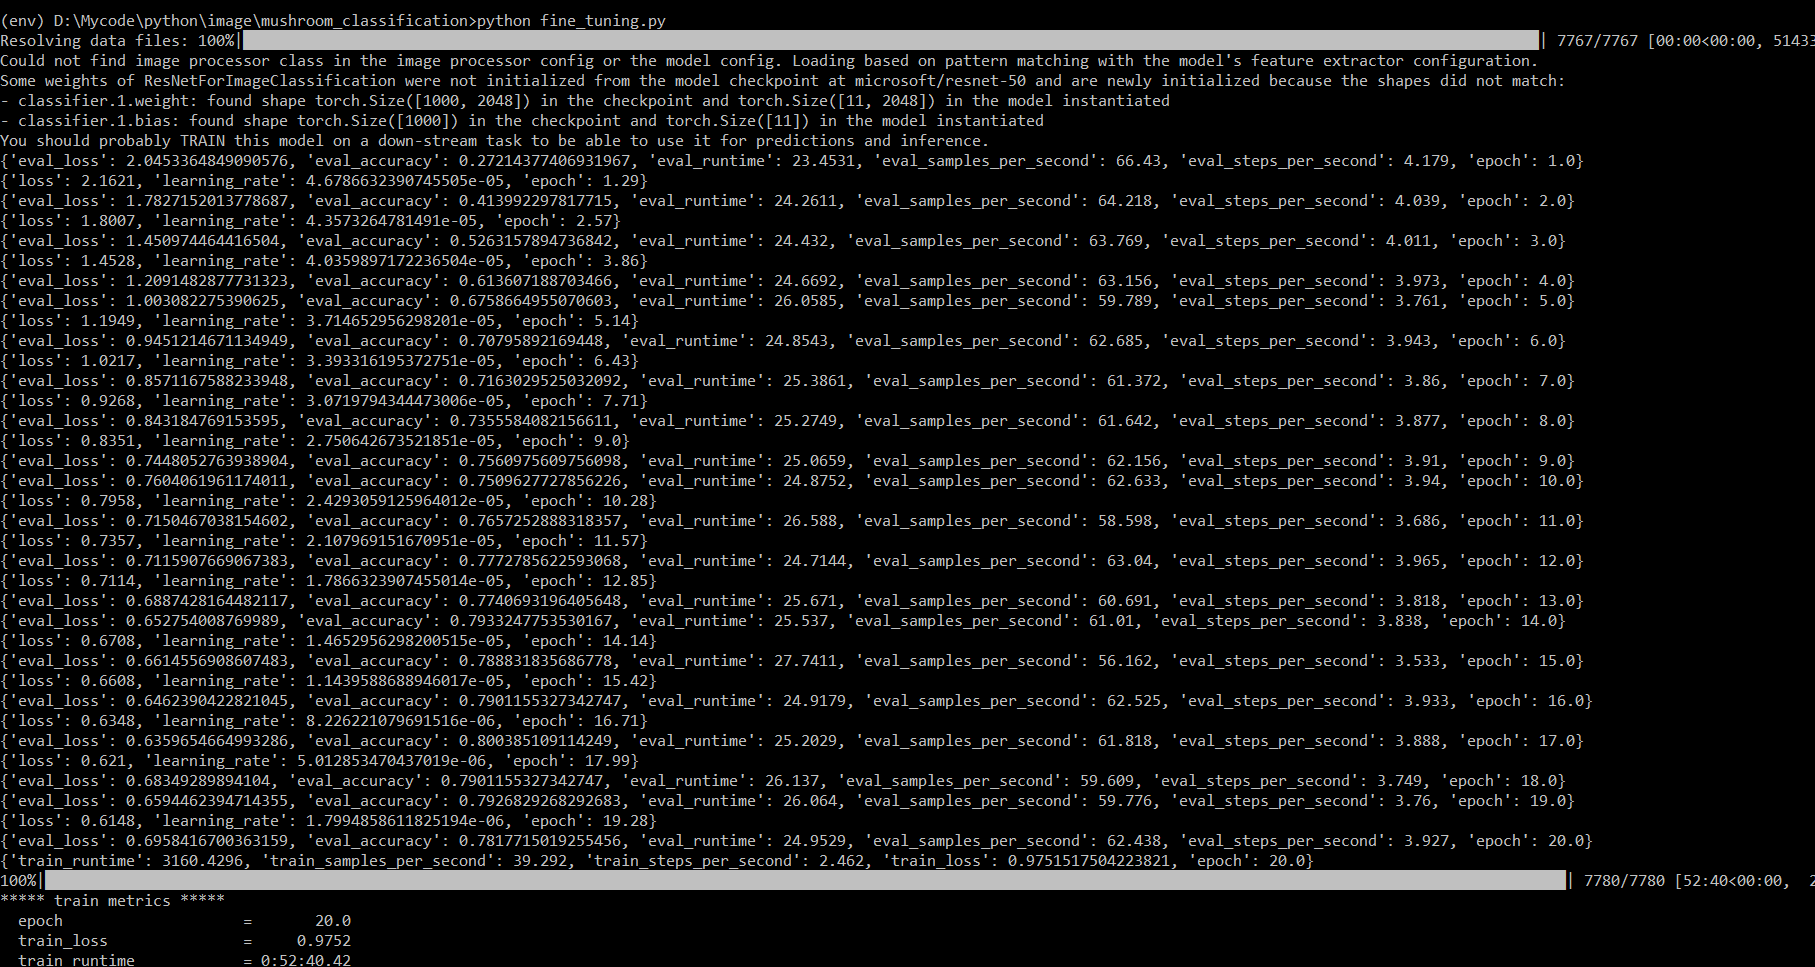 (env) D:\Mycode\python\image\mushroom_classification>python fine_tuning.py
Resolving data files: 100%| | 7767/7767 [00:00<00:00, 51433
Could not find image processor class in the image processor config or the model config. Loading based on pattern matching with the model's feature extractor configuration.
Some weights of ResNetForImageClassification were not initialized from the model checkpoint at microsoft/resnet-50 and are newly initialized because the shapes did not match:
- classifier.1.weight: found shape torch.Size([1000, 2048]) in the checkpoint and torch.Size([11, 2048]) in the model instantiated
- classifier.1.bias: found shape torch.Size([1000]) in the checkpoint and torch.Size([11]) in the model instantiated
You should probably TRAIN this model on a down-stream task to be able to use it for predictions and inference.
{'eval_loss': 2.0453364849090576, 'eval_accuracy': 0.27214377406931967, 'eval_runtime': 23.4531, 'eval_samples_per_second': 66.43, 'eval_steps_per_second': 4.179, 'epoch': 1.0}
{'loss': 2.1621, 'learning_rate': 4.6786632390745505e-05, 'epoch': 1.29}
{'eval_loss': 1.7827152013778687, 'eval_accuracy': 0.413992297817715, 'eval_runtime': 24.2611, 'eval_samples_per_second': 64.218, 'eval_steps_per_second': 4.039, 'epoch': 2.0}
{'loss': 1.8007, 'learning_rate': 4.3573264781491e-05, 'epoch': 2.57}
{'eval_loss': 1.450974464416504, 'eval_accuracy': 0.5263157894736842, 'eval_runtime': 24.432, 'eval_samples_per_second': 63.769, 'eval_steps_per_second': 4.011, 'epoch': 3.0}
{'loss': 1.4528, 'learning_rate': 4.0359897172236504e-05, 'epoch': 3.86}
{'eval_loss': 1.2091482877731323, 'eval_accuracy': 0.613607188703466, 'eval_runtime': 24.6692, 'eval_samples_per_second': 63.156, 'eval_steps_per_second': 3.973, 'epoch': 4.0}
{'eval_loss': 1.003082275390625, 'eval_accuracy': 0.6758664955070603, 'eval_runtime': 26.0585, 'eval_samples_per_second': 59.789, 'eval_steps_per_second': 3.761, 'epoch': 5.0}
{'loss': 1.1949, 'learning_rate': 3.714652956298201e-05, 'epoch': 5.14}
{'eval_loss': 0.9451214671134949, 'eval_accuracy': 0.70795892169448, 'eval_runtime': 24.8543, 'eval_samples_per_second': 62.685, 'eval_steps_per_second': 3.943, 'epoch': 6.0}
{'loss': 1.0217, 'learning_rate': 3.393316195372751e-05, 'epoch': 6.43}
{'eval_loss': 0.8571167588233948, 'eval_accuracy': 0.7163029525032092, 'eval_runtime': 25.3861, 'eval_samples_per_second': 61.372, 'eval_steps_per_second': 3.86, 'epoch': 7.0}
{'loss': 0.9268, 'learning_rate': 3.0719794344473006e-05, 'epoch': 7.71}
{'eval_loss': 0.843184769153595, 'eval_accuracy': 0.7355584082156611, 'eval_runtime': 25.2749, 'eval_samples_per_second': 61.642, 'eval_steps_per_second': 3.877, 'epoch': 8.0}
{'loss': 0.8351, 'learning_rate': 2.750642673521851e-05, 'epoch': 9.0}
{'eval_loss': 0.7448052763938904, 'eval_accuracy': 0.7560975609756098, 'eval_runtime': 25.0659, 'eval_samples_per_second': 62.156, 'eval_steps_per_second': 3.91, 'epoch': 9.0}
{'eval_loss': 0.7604061961174011, 'eval_accuracy': 0.7509627727856226, 'eval_runtime': 24.8752, 'eval_samples_per_second': 62.633, 'eval_steps_per_second': 3.94, 'epoch': 10.0}
{'loss': 0.7958, 'learning_rate': 2.4293059125964012e-05, 'epoch': 10.28}
{'eval_loss': 0.7150467038154602, 'eval_accuracy': 0.7657252888318357, 'eval_runtime': 26.588, 'eval_samples_per_second': 58.598, 'eval_steps_per_second': 3.686, 'epoch': 11.0}
{'loss': 0.7357, 'learning_rate': 2.107969151670951e-05, 'epoch': 11.57}
{'eval_loss': 0.7115907669067383, 'eval_accuracy': 0.7772785622593068, 'eval_runtime': 24.7144, 'eval_samples_per_second': 63.04, 'eval_steps_per_second': 3.965, 'epoch': 12.0}
{'loss': 0.7114, 'learning_rate': 1.7866323907455014e-05, 'epoch': 12.85}
{'eval_loss': 0.6887428164482117, 'eval_accuracy': 0.7740693196405648, 'eval_runtime': 25.671, 'eval_samples_per_second': 60.691, 'eval_steps_per_second': 3.818, 'epoch': 13.0}
{'eval_loss': 0.652754008769989, 'eval_accuracy': 0.7933247753530167, 'eval_runtime': 25.537, 'eval_samples_per_second': 61.01, 'eval_steps_per_second': 3.838, 'epoch': 14.0}
{'loss': 0.6708, 'learning_rate': 1.4652956298200515e-05, 'epoch': 14.14}
{'eval_loss': 0.6614556908607483, 'eval_accuracy': 0.788831835686778, 'eval_runtime': 27.7411, 'eval_samples_per_second': 56.162, 'eval_steps_per_second': 3.533, 'epoch': 15.0}
{'loss': 0.6608, 'learning_rate': 1.1439588688946017e-05, 'epoch': 15.42}
{'eval_loss': 0.6462390422821045, 'eval_accuracy': 0.7901155327342747, 'eval_runtime': 24.9179, 'eval_samples_per_second': 62.525, 'eval_steps_per_second': 3.933, 'epoch': 16.0}
{'loss': 0.6348, 'learning_rate': 8.226221079691516e-06, 'epoch': 16.71}
{'eval_loss': 0.6359654664993286, 'eval_accuracy': 0.800385109114249, 'eval_runtime': 25.2029, 'eval_samples_per_second': 61.818, 'eval_steps_per_second': 3.888, 'epoch': 17.0}
{'loss': 0.621, 'learning_rate': 5.012853470437019e-06, 'epoch': 17.99}
{'eval_loss': 0.68349289894104, 'eval_accuracy': 0.7901155327342747, 'eval_runtime': 26.137, 'eval_samples_per_second': 59.609, 'eval_steps_per_second': 3.749, 'epoch': 18.0}
{'eval_loss': 0.6594462394714355, 'eval_accuracy': 0.7926829268292683, 'eval_runtime': 26.064, 'eval_samples_per_second': 59.776, 'eval_steps_per_second': 3.76, 'epoch': 19.0}
{'loss': 0.6148, 'learning_rate': 1.7994858611825194e-06, 'epoch': 19.28}
{'eval_loss': 0.6958416700363159, 'eval_accuracy': 0.7817715019255456, 'eval_runtime': 24.9529, 'eval_samples_per_second': 62.438, 'eval_steps_per_second': 3.927, 'epoch': 20.0}
{'train_runtime': 3160.4296, 'train_samples_per_second': 39.292, 'train_steps_per_second': 2.462, 'train_loss': 0.9751517504223821, 'epoch': 20.0}
100%| | 7780/7780 [52:40<00:00, 2
***** train metrics *****
epoch = 20.0
train_loss = 0.9752
train_runtime = 0:52:40.42